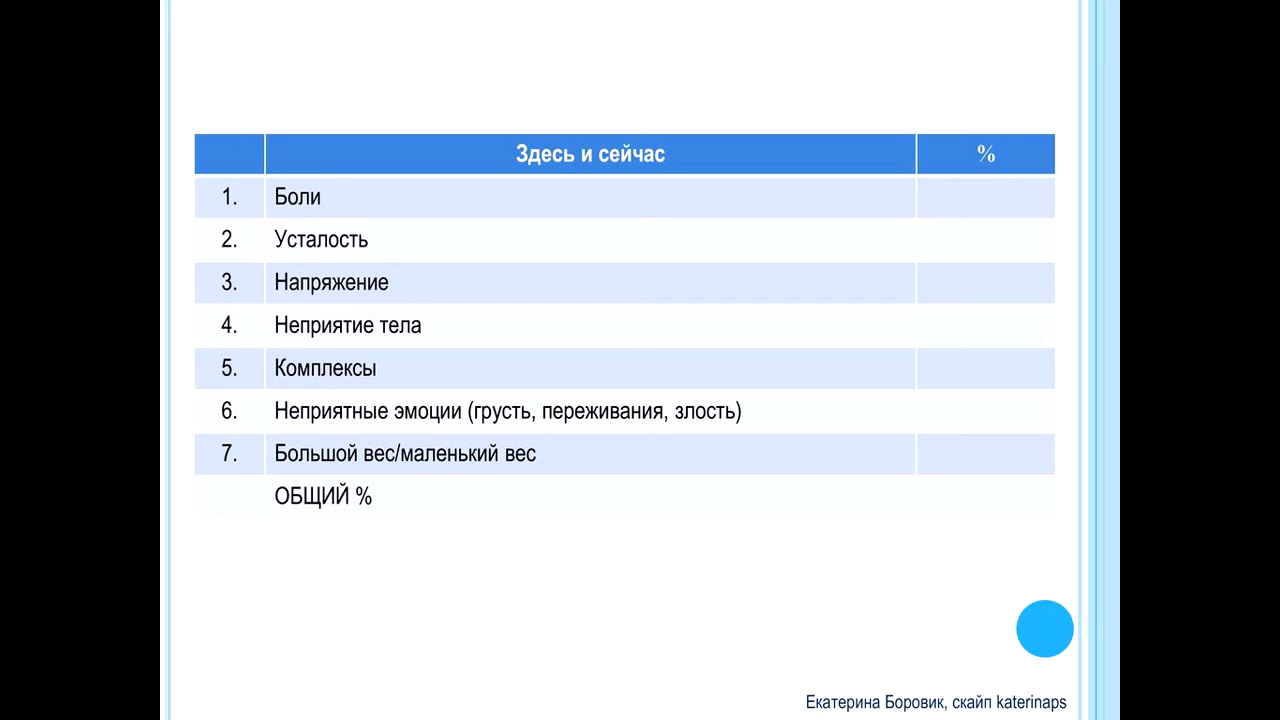 Здесь и сейчас %
1. Боли
2. Усталость
3. Напряжение
4. Неприятие тела
5. Комплексы
6. Неприятные эмоции (грусть, переживания, злость)
7. Большой вес/маленький вес
ОБЩИЙ %
Екатерина Боровик, скайп katerinaps